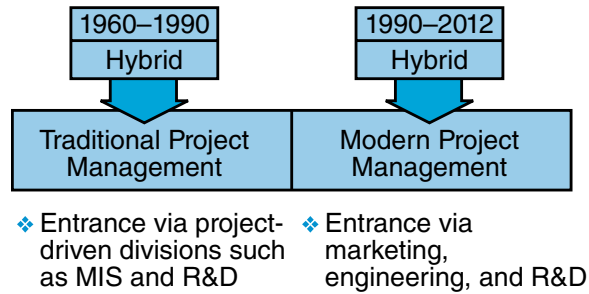 1960–1990
Hybrid
1990–2012
Hybrid
Traditional Project
Management
Modern Project
Management
❖ Entrance via project-
driven divisions such
as MIS and R&D
❖ Entrance via
marketing,
engineering, and R&D